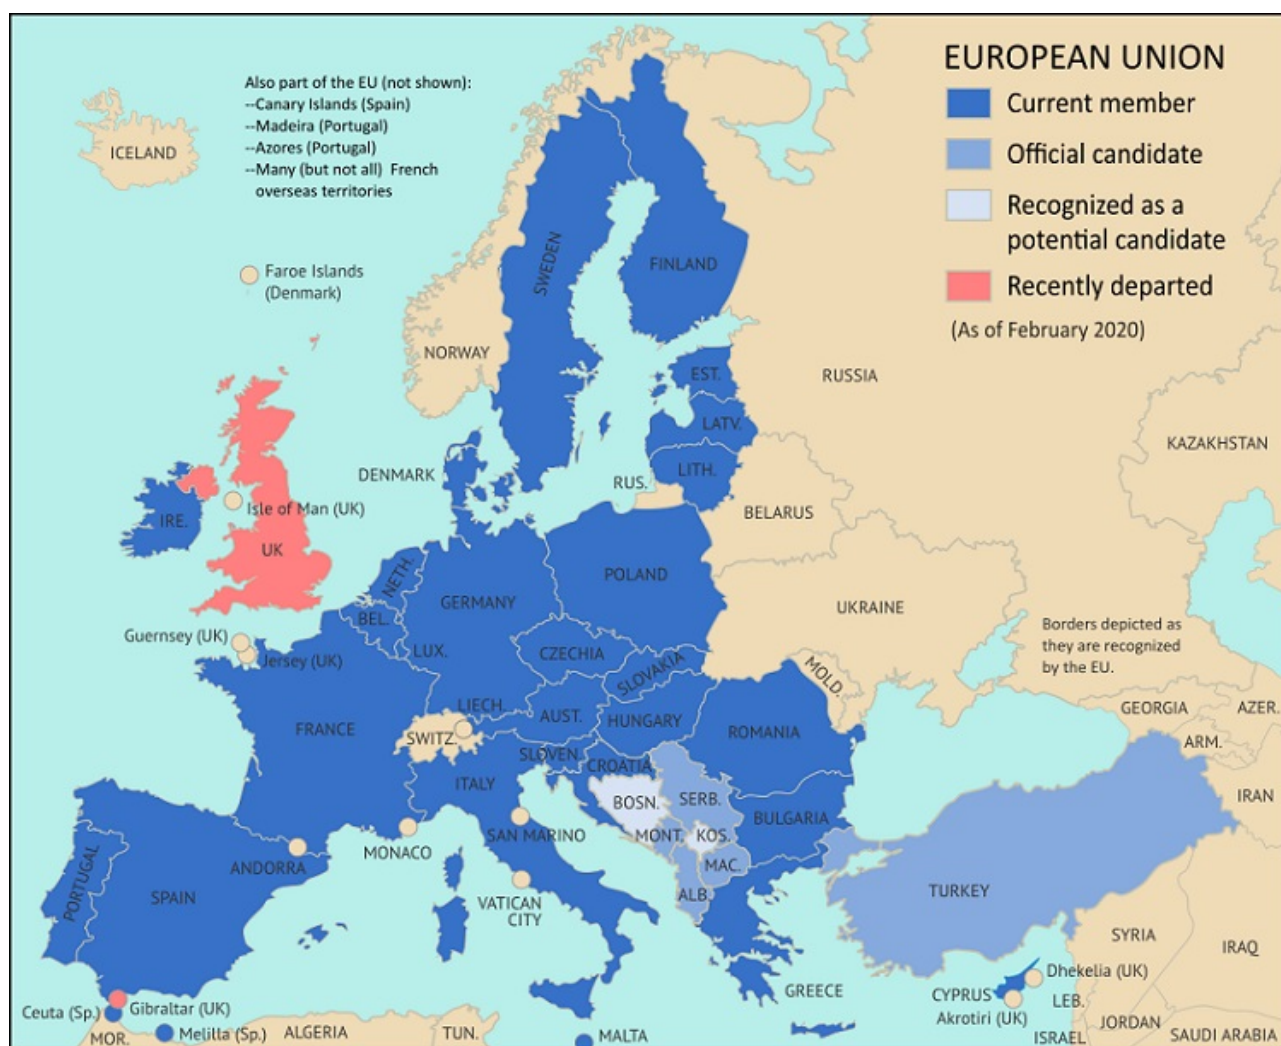 EUROPEAN UNION
Current member
Official candidate
Recognized as a
potential candidate
Recently departed
(As of February 2020)
Also part of the EU (not shown):
--Canary Islands (Spain)
--Madeira (Portugal)
--Azores (Portugal)
--Many (but not all)  French
overseas territories
ICELAND
Faroe Islands
(Denmark)
SWEDEN
FINLAND
NORWAY
RUSSIA
EST.
LATV.
LITH.
RUS.
DENMARK
KAZAKHSTAN
BELARUS
Isle of Man (UK)
IRE.
UK
NETH.
BEL.
LUX.
GERMANY
POLAND
UKRAINE
Borders depicted as
they are recognized
by the EU.
Guernsey (UK)
Jersey (UK)
CZECHIA
SLOVAKIA
MOLD.
LIECH.
AUST.
HUNGARY
ROMANIA
FRANCE
SWITZ.
SLOVEN.
CROATIA
GEORGIA
AZER.
ARM.
IRAN
ITALY
BOSN.
SERB.
BULGARIA
SAN MARINO
MONT.
KOS.
MAC.
ALB.
MONACO
ANDORRA
PORTUGAL
SPAIN
VATICAN
CITY
TURKEY
SYRIA
IRAQ
GREECE
CYPRUS
Dhekelia (UK)
Akrotiri (UK)
LEB.
ISRAEL
JORDAN
SAUDI ARABIA
Ceuta (Sp.)
Gibraltar (UK)
Melilla (Sp.)
MOR.
ALGERIA
TUN.
MALTA